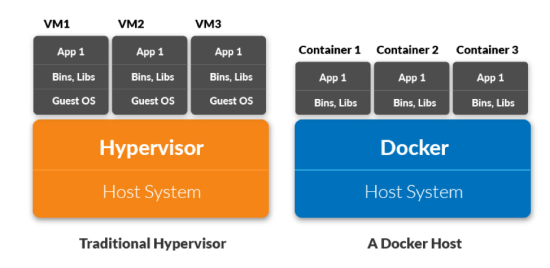 VM1
VM2
VM3
App 1
App 1
App 1
Bins, Libs
Bins, Libs
Bins, Libs
Guest OS
Guest OS
Guest OS
Hypervisor
Host System
Traditional Hypervisor
Container 1
Container 2
Container 3
App 1
App 1
App 1
Bins, Libs
Bins, Libs
Bins, Libs
Docker
Host System
A Docker Host